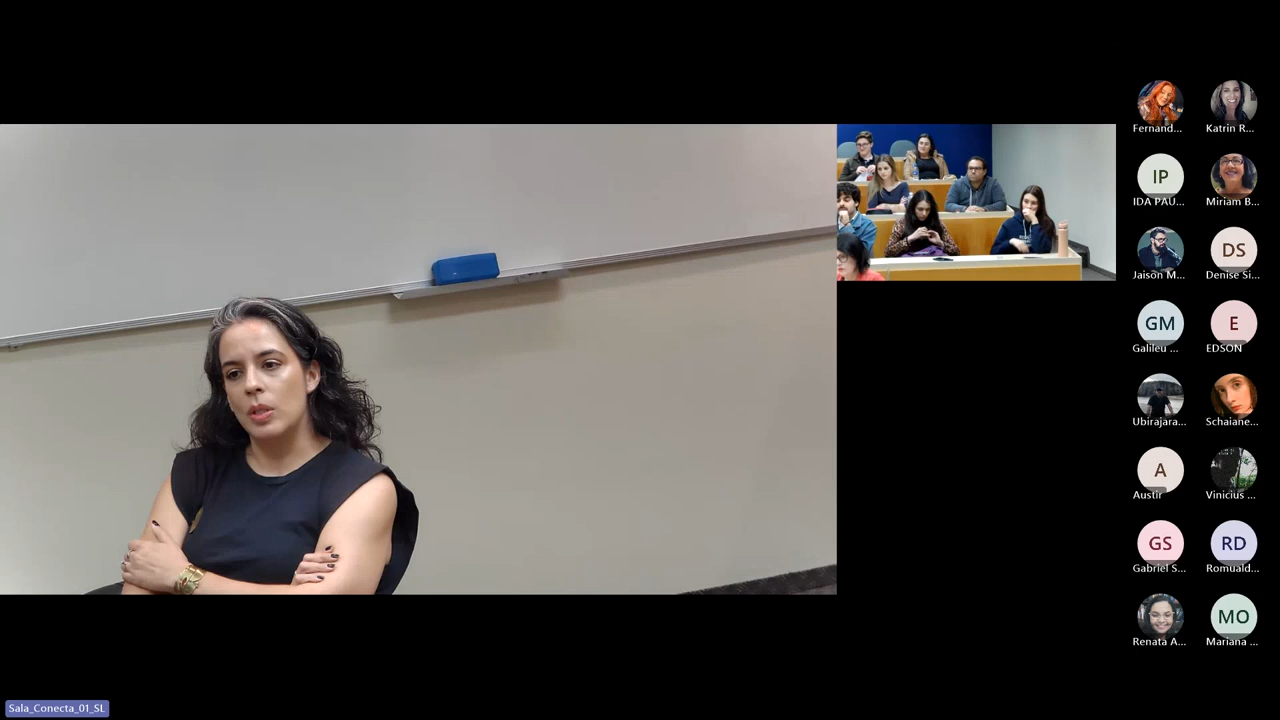 Fernand...
Katrin R...
IP
IDA PAU...
Miriam B...
DS
Jaison M...
Denise Si...
GM
E
Galileu ...
EDSON
Ubirajara...
Schaiane...
A
Austir
Vinicius ...
GS
RD
Gabriel S...
Romuald...
MO
Renata A...
Mariana ...
Sala_Conecta_01_SL